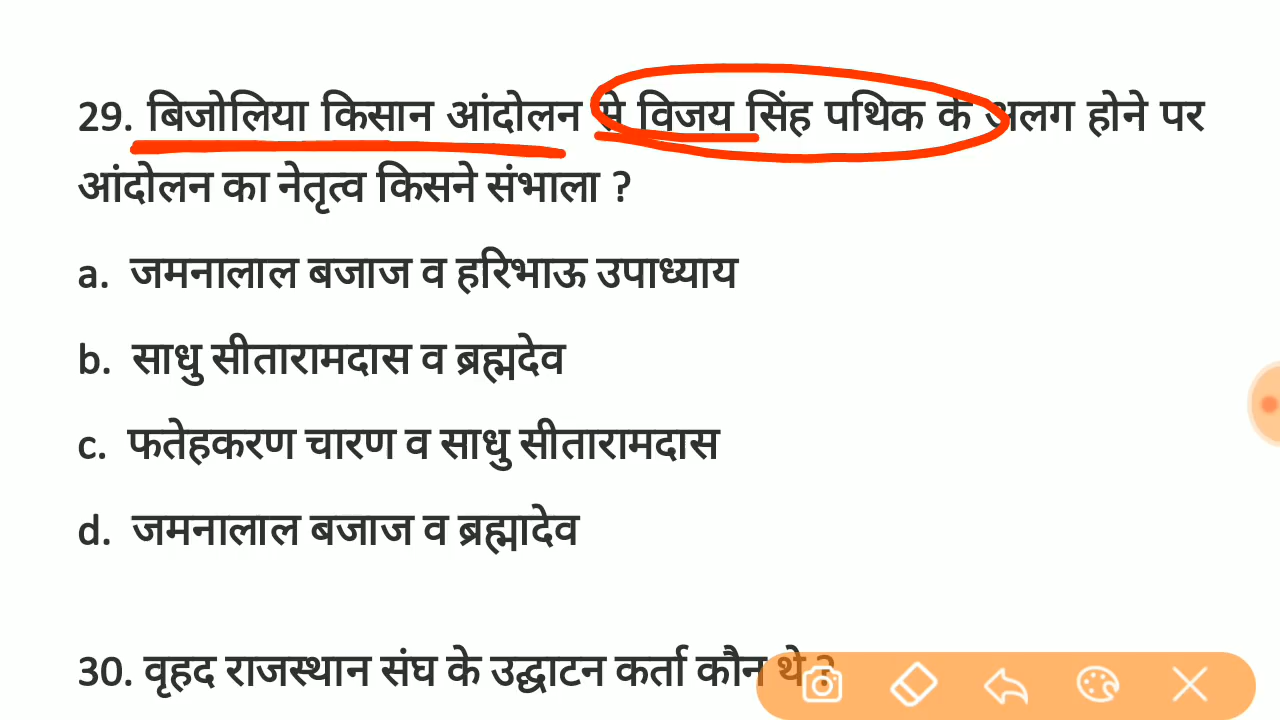 29. बिजोलिया किसान आंदोलन से विजय सिंह पथिक के अलग होने पर
आंदोलन का नेतृत्व किसने संभाला ?
a. जमनालाल बजाज व हरिभाऊ उपाध्याय
b. साधु सीतारामदास व ब्रह्मदेव
c. फतेहकरण चारण व साधु सीतारामदास
d. जमनालाल बजाज व ब्रह्मादेव
30. वृहद राजस्थान संघ के उद्घाटन कर्ता कौन थे ?